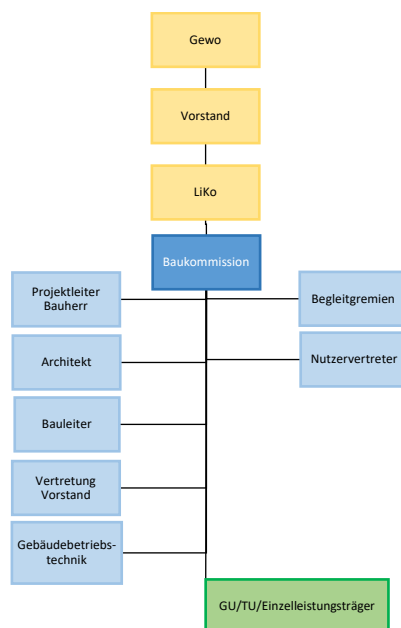 Gewo
Vorstand
LiKo
Baukommission
Projektleiter
Bauherr
Begleitgremien
Architekt
Nutzervertreter
Bauleiter
Vertretung
Vorstand
Gebäudebetriebs-
technik
GU/TU/Einzelleistungsträger